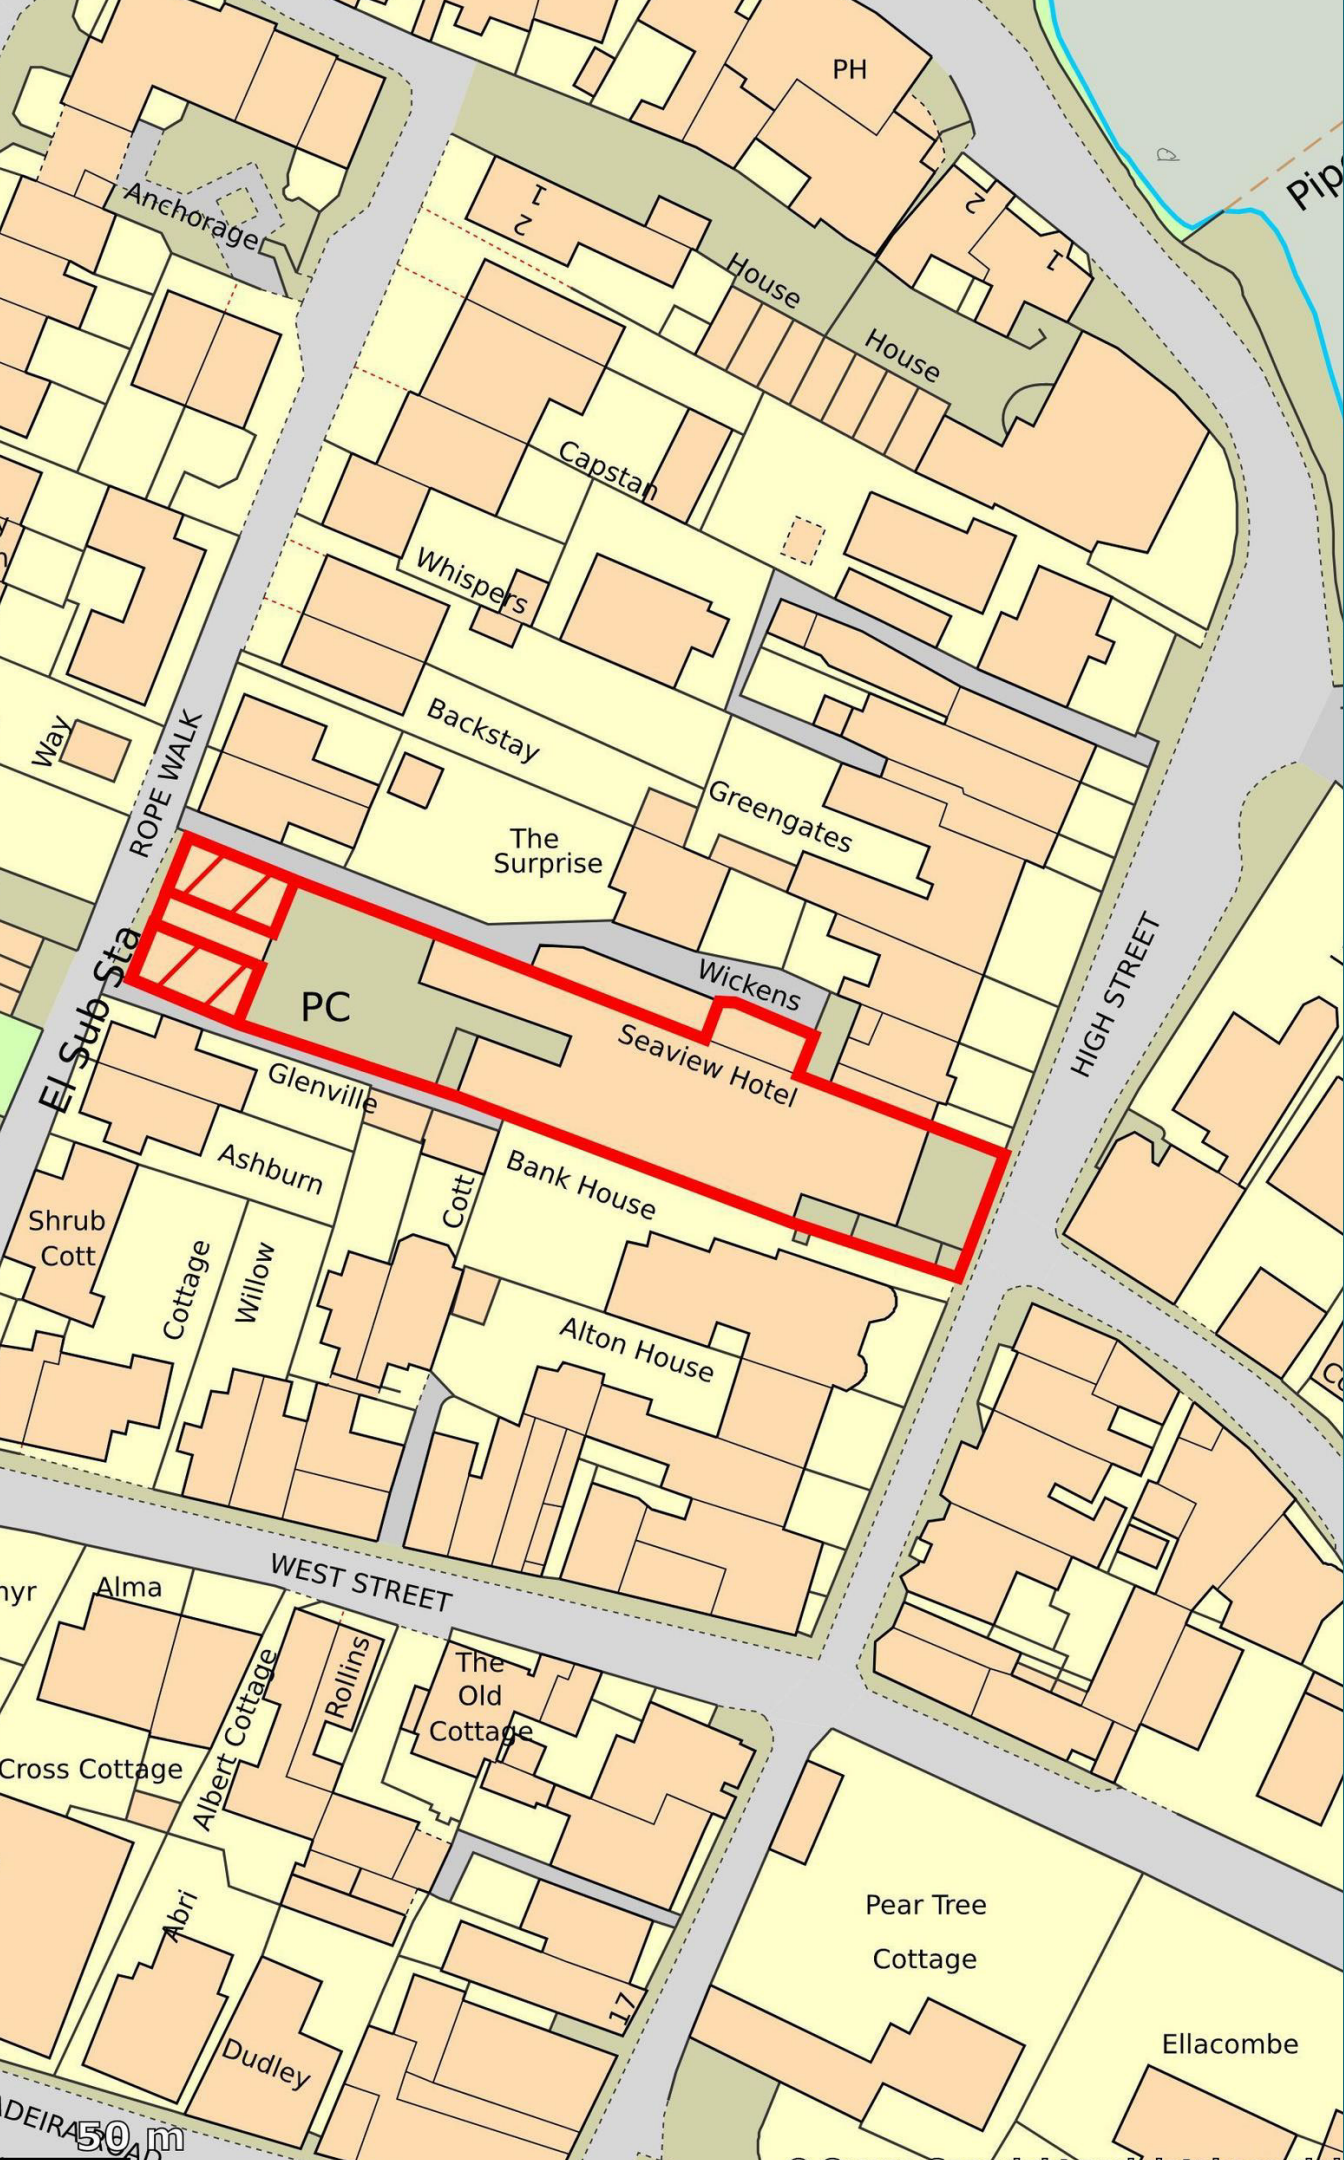 PH
Pip
2
1
1
2
Anchorage
House
House
Capstan
Whispers
Way
Backstay
ROPE WALK
Greengates
The
Surprise
Wickens
El Sub Sta
PC
Seaview Hotel
HIGH STREET
Glenville
Ashburn
Cott
Bank House
Shrub
Cott
Cottage
Willow
Alton House
WEST STREET
Alma
Albert Cottage
Rollins
The
Old
Cottage
Cross Cottage
Abri
Pear Tree
Cottage
17
Dudley
Ellacombe
50 m